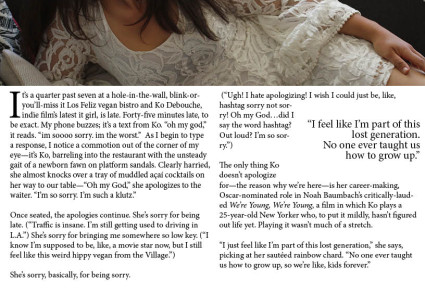 It's a quarter past seven at a hole-in-the-wall, blink-or-
you'll-miss it Los Feliz vegan bistro and Ko Debouche,
indie film's latest it girl, is late. Forty-five minutes late, to
be exact. My phone buzzes; it's a text from Ko. "oh my god,"
it reads. "im soooo sorry. im the worst." As I begin to type
a response, I notice a commotion out of the corner of my
eye—it's Ko, barreling into the restaurant with the unsteady
gait of a newborn fawn on platform sandals. Clearly harried,
she almost knocks over a tray of muddled açaí cocktails on
her way to our table—"Oh my God," she apologizes to the
waiter. "I'm so sorry. I'm such a klutz."
Once seated, the apologies continue. She's sorry for being
late. ("Traffic is insane. I'm still getting used to driving in
L.A.") She's sorry for bringing me somewhere so low key. ("I
know I'm supposed to be, like, a movie star now, but I still
feel like this weird hippy vegan from the Village.")
She's sorry, basically, for being sorry.
("Ugh! I hate apologizing! I wish I could just be, like,
hashtag sorry not sor-
ry! Oh my God…did I
say the word hashtag?
Out loud? I'm so sor-
ry.")
"I feel like I'm part of this
lost generation.
No one ever taught us
how to grow up."
The only thing Ko
doesn't apologize
for—the reason why we're here—is her career-making,
Oscar-nominated role in Noah Baumbach's critically-laud-
ed We're Young, We're Young, a film in which Ko plays a
25-year-old New Yorker who, to put it mildly, hasn't figured
out life yet. Playing it wasn't much of a stretch.
"I just feel like I'm part of this lost generation," she says,
picking at her sautéed rainbow chard. "No one ever taught
us how to grow up, so we're like, kids forever."